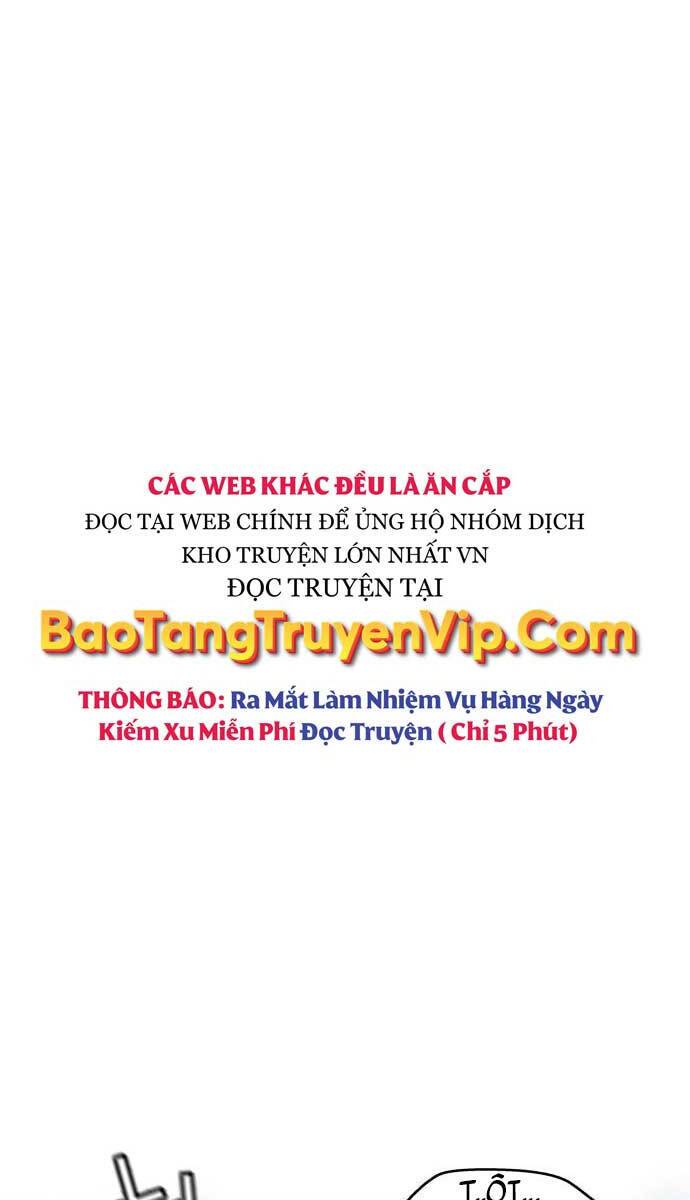 CÁC WEB KHÁC ĐỀU LÀ ĂN CẮP
ĐỌC TẠI WEB CHÍNH ĐỂ ỦNG HỘ NHÓM DỊCH
KHO TRUYỆN LỚN NHẤT VN
ĐỌC TRUYỆN TẠI
BaoTangTruyenVip.Com
THÔNG BÁO: Ra Mắt Làm Nhiệm Vụ Hàng Ngày
Kiếm Xu Miễn Phí Đọc Truyện ( Chỉ 5 Phút)